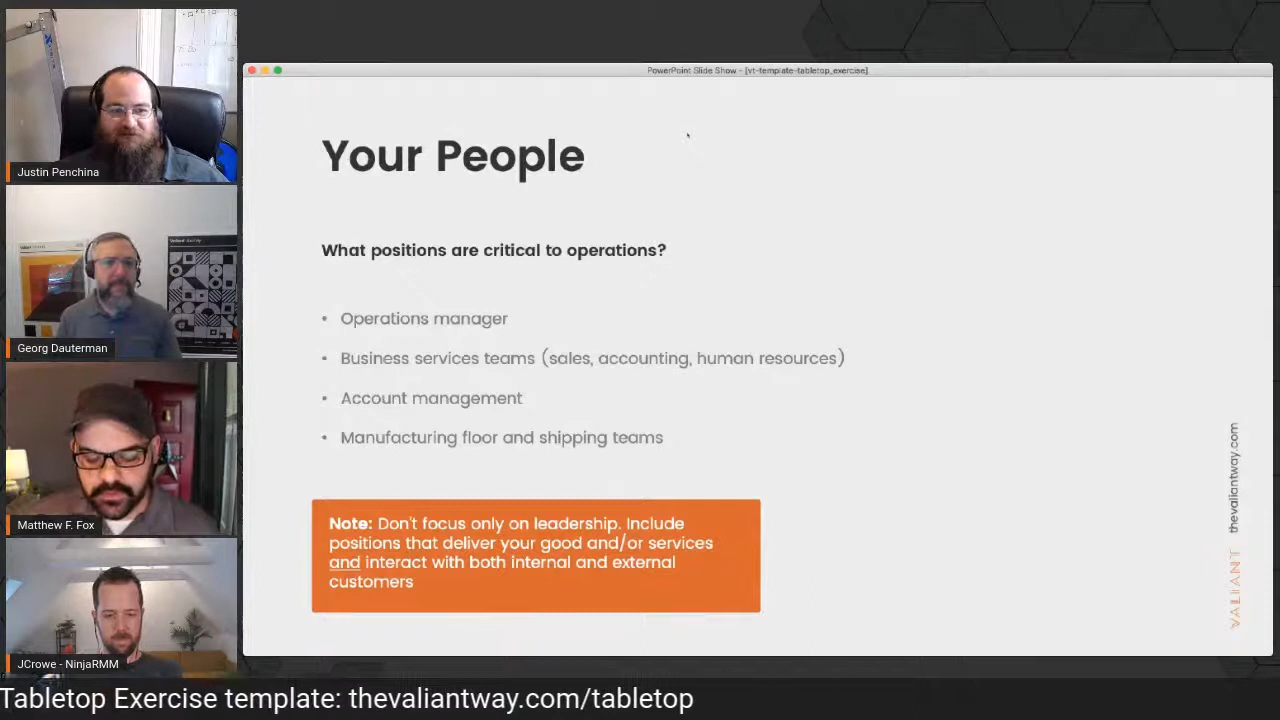 PowerPoint Slide Show - [vt-template-tabletop_exercise]
Justin Penchina
Georg Dauterman
Matthew F. Fox
JCrowe - NinjaRMM
Your People
What positions are critical to operations?
• Operations manager
• Business services teams (sales, accounting, human resources)
• Account management
• Manufacturing floor and shipping teams
Note: Don't focus only on leadership. Include
positions that deliver your good and/or services
and interact with both internal and external
customers
thevaliantway.com
VALIANT
Tabletop Exercise template: thevaliantway.com/tabletop